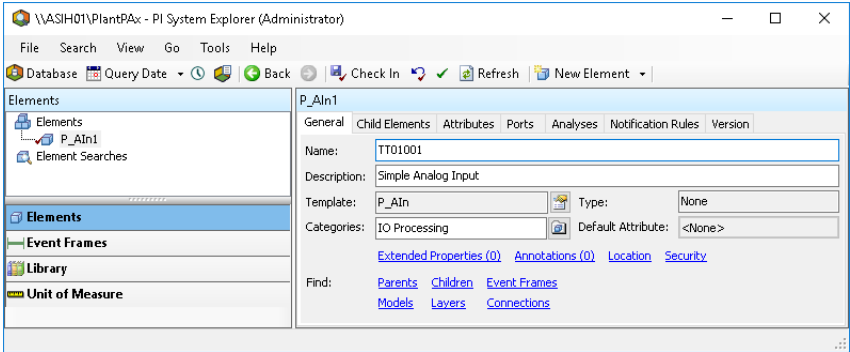 \\ASIH01\PlantPAx - PI System Explorer (Administrator)
File Search View Go Tools Help
Database Query Date Back Check In Refresh New Element
Elements
Elements
P_AIn1
Element Searches
Elements
Event Frames
Library
Unit of Measure
P_AIn1
General Child Elements Attributes Ports Analyses Notification Rules Version
Name: TT01001
Description: Simple Analog Input
Template: P_AIn Type: None
Categories: IO Processing Default Attribute: <None>
Extended Properties (0) Annotations (0) Location Security
Find: Parents Children Event Frames
Models Layers Connections